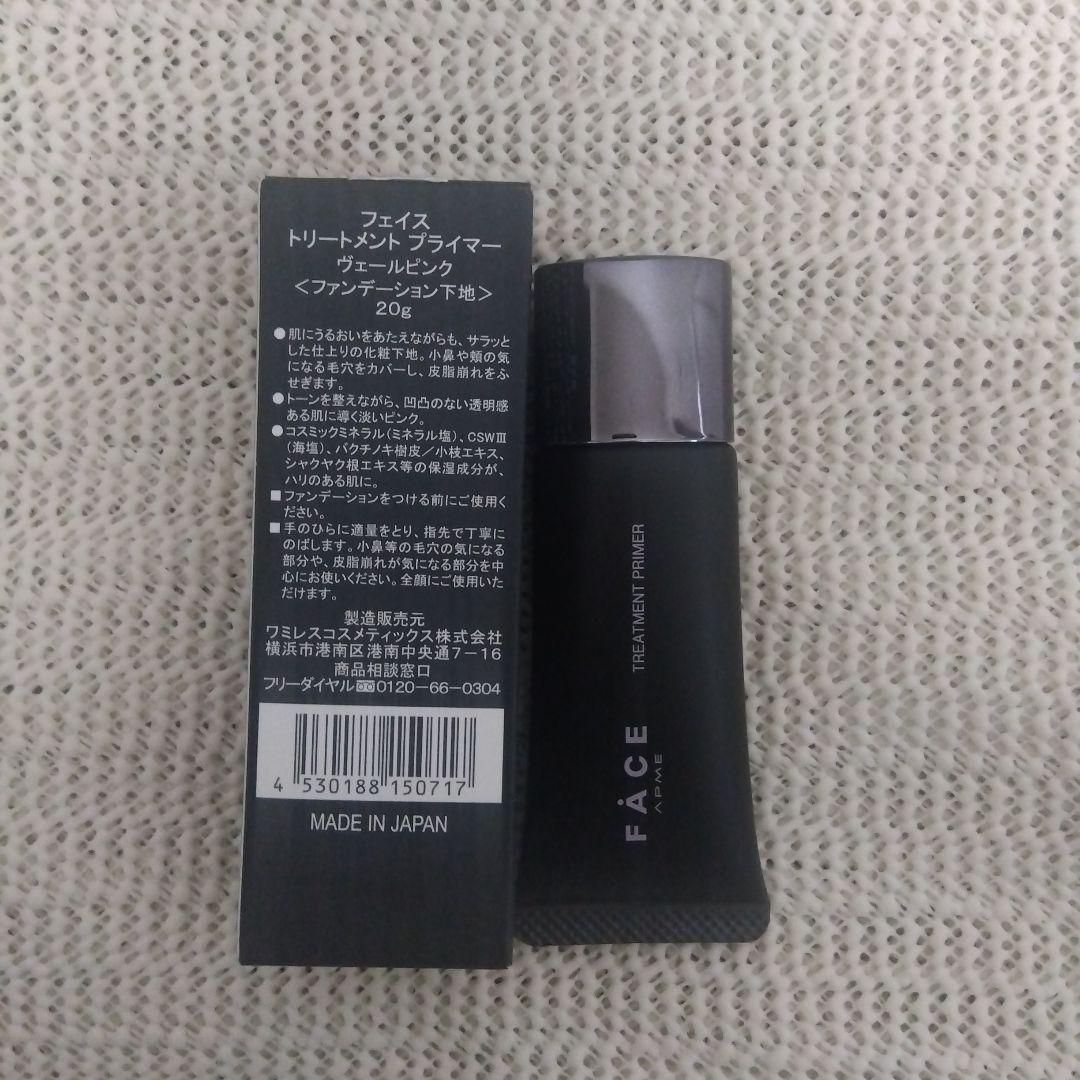 フェイス
トリートメント プライマー
ヴェールピンク
＜ファンデーション下地＞
20g
●肌にうるおいをあたえながらも、サラッと
した仕上りの化粧下地。小鼻や頬の気
になる毛穴をカバーし、皮脂崩れをふ
せぎます。
●トーンを整えながら、凹凸のない透明感
ある肌に導く淡いピンク。
●コスミックミネラル（ミネラル塩）、CSWⅢ
（海塩）、バクチノキ樹皮／小枝エキス、
シャクヤク根エキス等の保湿成分が、
ハリのある肌に。
■ファンデーションをつける前にご使用く
ださい。
■手のひらに適量をとり、指先で丁寧に
のばします。小鼻等の毛穴の気になる
部分や、皮脂崩れが気になる部分を中
心にお使いください。全顔にご使用いた
だけます。
製造販売元
ワミレスコスメティックス株式会社
横浜市港南区港南中央通7－16
商品相談窓口
フリーダイヤル0120－66－0304
4 530188 150717
MADE IN JAPAN
TREATMENT PRIMER
FÅCE
APME